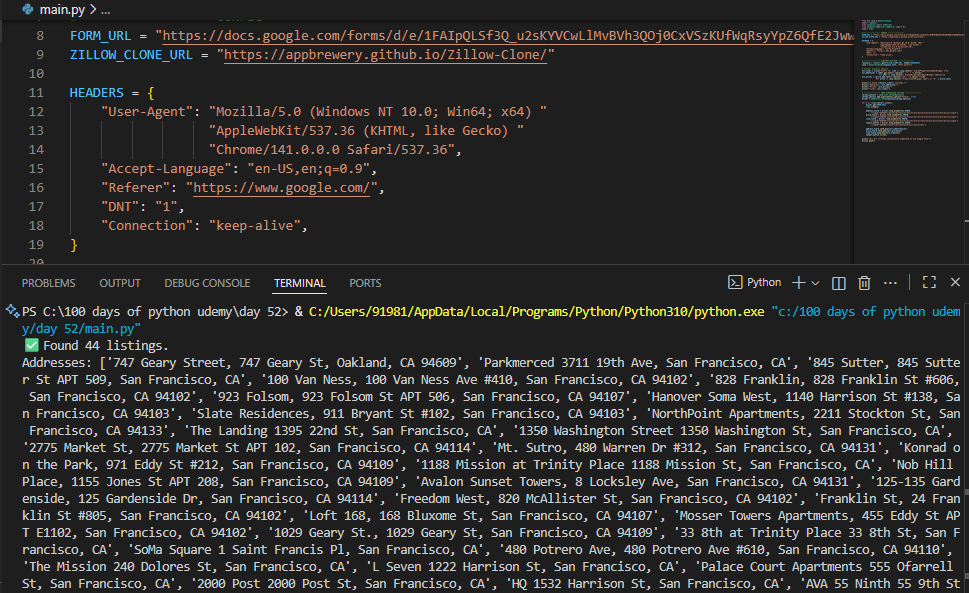 main.py > ...
8 FORM_URL = "https://docs.google.com/forms/d/e/1FAIpQLSf3Q_u2sKYVCwLlMvBVh3QOj0CxVSzKUfWqRsyYpZ6QfE2Jww
9 ZILLOW_CLONE_URL = "https://appbrewery.github.io/Zillow-Clone/"
10
11 HEADERS = {
12 "User-Agent": "Mozilla/5.0 (Windows NT 10.0; Win64; x64) "
13 "AppleWebKit/537.36 (KHTML, like Gecko) "
14 "Chrome/141.0.0.0 Safari/537.36",
15 "Accept-Language": "en-US,en;q=0.9",
16 "Referer": "https://www.google.com/",
17 "DNT": "1",
18 "Connection": "keep-alive",
19 }
20
PROBLEMS OUTPUT DEBUG CONSOLE TERMINAL PORTS Python
PS C:\100 days of python udemy\day 52> & C:/Users/91981/AppData/Local/Programs/Python/Python310/python.exe "c:/100 days of python udem
y/day 52/main.py"
✅ Found 44 listings.
Addresses: ['747 Geary Street, 747 Geary St, Oakland, CA 94609', 'Parkmerced 3711 19th Ave, San Francisco, CA', '845 Sutter, 845 Sutte
r St APT 509, San Francisco, CA', '100 Van Ness, 100 Van Ness Ave #410, San Francisco, CA 94102', '828 Franklin, 828 Franklin St #606,
San Francisco, CA 94102', '923 Folsom, 923 Folsom St APT 506, San Francisco, CA 94107', 'Hanover Soma West, 1140 Harrison St #138, Sa
n Francisco, CA 94103', 'Slate Residences, 911 Bryant St #102, San Francisco, CA 94103', 'NorthPoint Apartments, 2211 Stockton St, San
Francisco, CA 94133', 'The Landing 1395 22nd St, San Francisco, CA', '1350 Washington Street 1350 Washington St, San Francisco, CA',
'2775 Market St, 2775 Market St APT 102, San Francisco, CA 94114', 'Mt. Sutro, 480 Warren Dr #312, San Francisco, CA 94131', 'Konrad o
n the Park, 971 Eddy St #212, San Francisco, CA 94109', '1188 Mission at Trinity Place 1188 Mission St, San Francisco, CA', 'Nob Hill
Place, 1155 Jones St APT 208, San Francisco, CA 94109', 'Avalon Sunset Towers, 8 Locksley Ave, San Francisco, CA 94131', '125-135 Gard
enside, 125 Gardenside Dr, San Francisco, CA 94114', 'Freedom West, 820 McAllister St, San Francisco, CA 94102', 'Franklin St, 24 Fran
klin St #805, San Francisco, CA 94102', 'Loft 168, 168 Bluxome St, San Francisco, CA 94107', 'Mosser Towers Apartments, 455 Eddy St AP
T E1102, San Francisco, CA 94102', '1029 Geary St., 1029 Geary St, San Francisco, CA 94109', '33 8th at Trinity Place 33 8th St, San F
rancisco, CA', 'SoMa Square 1 Saint Francis Pl, San Francisco, CA', '480 Potrero Ave, 480 Potrero Ave #610, San Francisco, CA 94110',
'The Mission 240 Dolores St, San Francisco, CA', 'L Seven 1222 Harrison St, San Francisco, CA', 'Palace Court Apartments 555 Ofarrell
St, San Francisco, CA', '2000 Post 2000 Post St, San Francisco, CA', 'HQ 1532 Harrison St, San Francisco, CA', 'AVA 55 Ninth 55 9th St